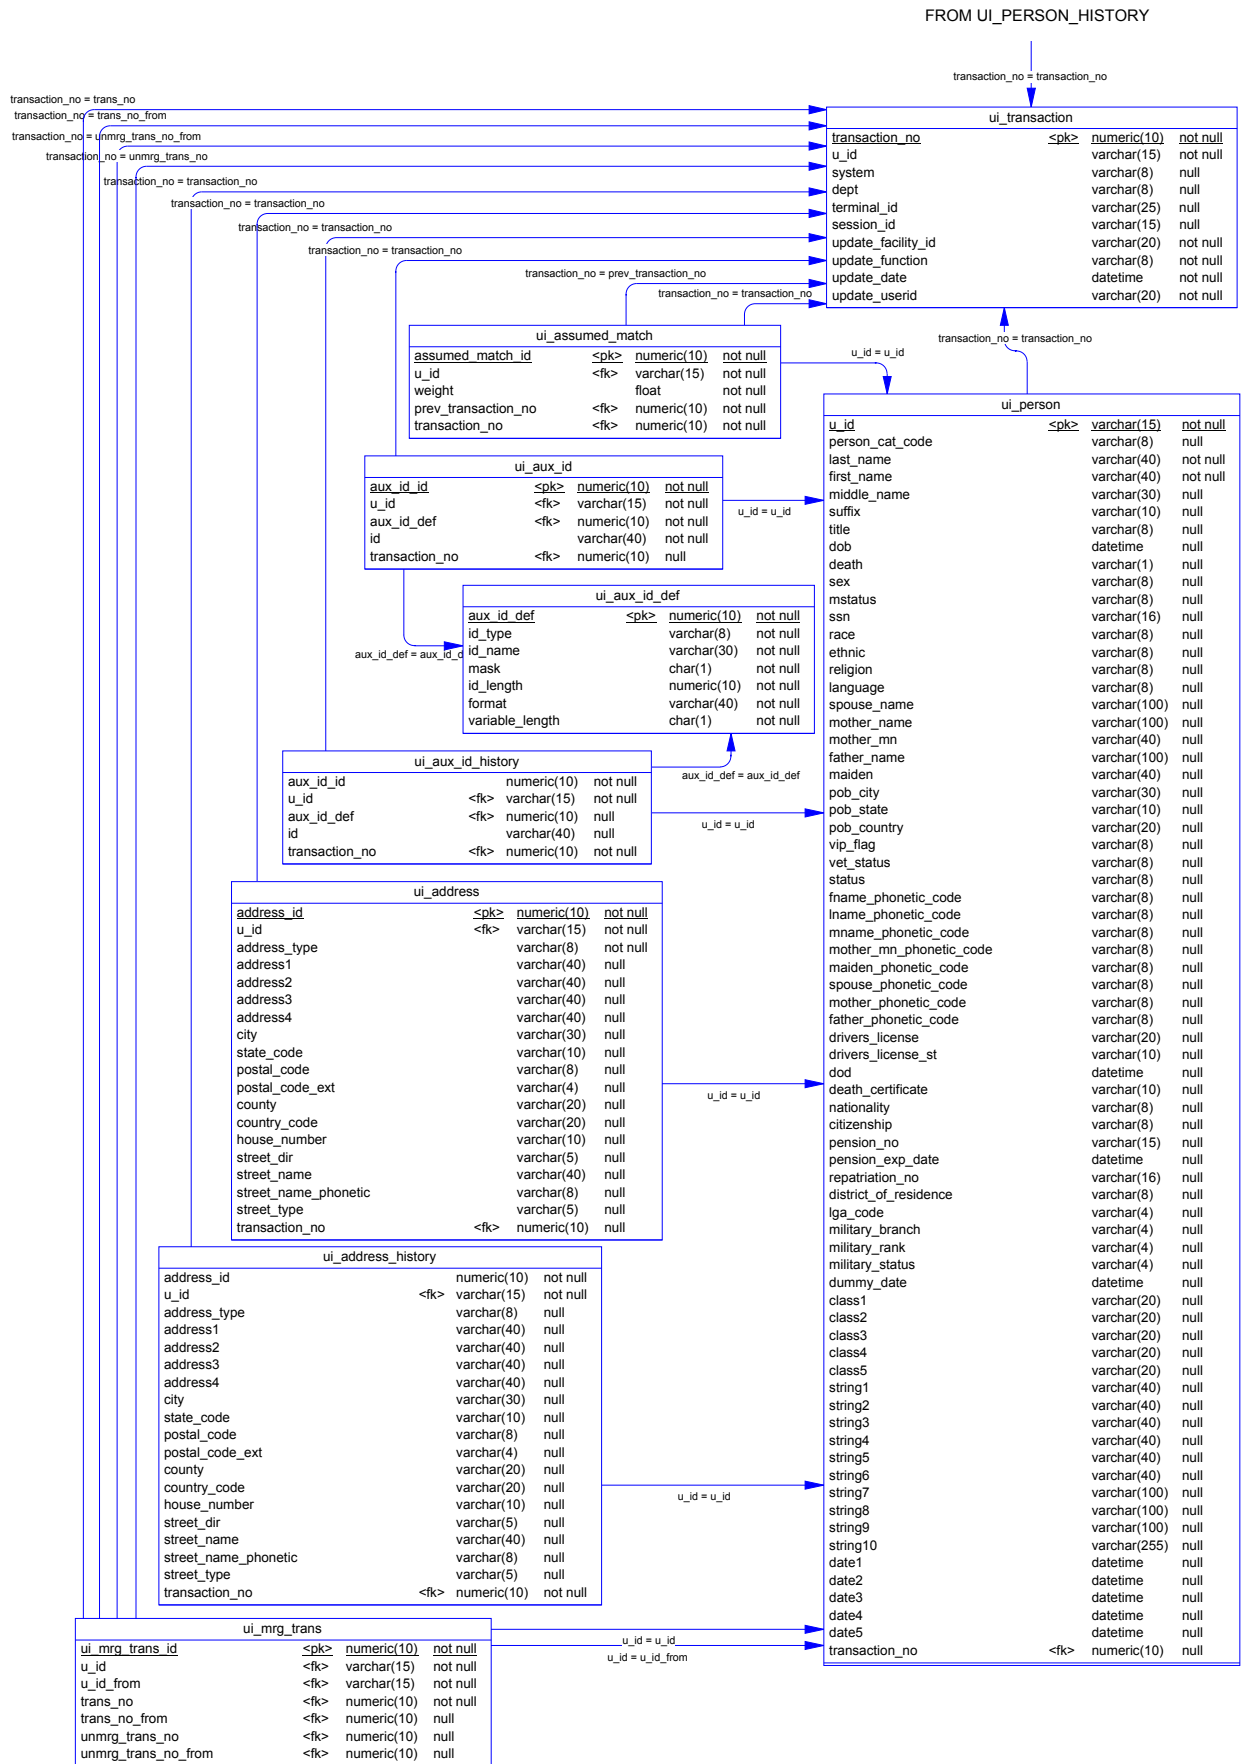 FROM UI_PERSON_HISTORY
transaction_no = transaction_no
transaction_no = trans_no
transaction_no = trans_no_from
transaction_no = unmrg_trans_no_from
transaction_no = unmrg_trans_no
transaction_no = transaction_no
transaction_no = transaction_no
transaction_no = transaction_no
transaction_no = transaction_no
transaction_no = prev_transaction_no
transaction_no = transaction_no
ui_transaction
transaction_no <pk> numeric(10) not null
u_id varchar(15) not null
system varchar(8) null
dept varchar(8) null
terminal_id varchar(25) null
session_id varchar(15) null
update_facility_id varchar(20) not null
update_function varchar(8) not null
update_date datetime not null
update_userid varchar(20) not null
transaction_no = transaction_no
ui_assumed_match
assumed_match_id <pk> numeric(10) not null
u_id <fk> varchar(15) not null
weight float not null
prev_transaction_no <fk> numeric(10) not null
transaction_no <fk> numeric(10) not null
u_id = u_id
ui_aux_id
aux_id_id <pk> numeric(10) not null
u_id <fk> varchar(15) not null
aux_id_def <fk> numeric(10) not null
id varchar(40) not null
transaction_no <fk> numeric(10) null
u_id = u_id
ui_aux_id_def
aux_id_def <pk> numeric(10) not null
id_type varchar(8) not null
id_name varchar(30) not null
mask char(1) not null
id_length numeric(10) not null
format varchar(40) not null
variable_length char(1) not null
aux_id_def = aux_id_d
ui_aux_id_history
aux_id_id numeric(10) not null
u_id <fk> varchar(15) not null
aux_id_def <fk> numeric(10) null
id varchar(40) null
transaction_no <fk> numeric(10) not null
aux_id_def = aux_id_def
u_id = u_id
ui_address
address_id <pk> numeric(10) not null
u_id <fk> varchar(15) not null
address_type varchar(8) not null
address1 varchar(40) null
address2 varchar(40) null
address3 varchar(40) null
address4 varchar(40) null
city varchar(30) null
state_code varchar(10) null
postal_code varchar(8) null
postal_code_ext varchar(4) null
county varchar(20) null
country_code varchar(20) null
house_number varchar(10) null
street_dir varchar(5) null
street_name varchar(40) null
street_name_phonetic varchar(8) null
street_type varchar(5) null
transaction_no <fk> numeric(10) null
u_id = u_id
ui_address_history
address_id numeric(10) not null
u_id <fk> varchar(15) not null
address_type varchar(8) null
address1 varchar(40) null
address2 varchar(40) null
address3 varchar(40) null
address4 varchar(40) null
city varchar(30) null
state_code varchar(10) null
postal_code varchar(8) null
postal_code_ext varchar(4) null
county varchar(20) null
country_code varchar(20) null
house_number varchar(10) null
street_dir varchar(5) null
street_name varchar(40) null
street_name_phonetic varchar(8) null
street_type varchar(5) null
transaction_no <fk> numeric(10) not null
u_id = u_id
ui_mrg_trans
ui_mrg_trans_id <pk> numeric(10) not null
u_id <fk> varchar(15) not null
u_id_from <fk> varchar(15) not null
trans_no <fk> numeric(10) not null
trans_no_from <fk> numeric(10) null
unmrg_trans_no <fk> numeric(10) null
unmrg_trans_no_from <fk> numeric(10) null
u_id = u_id
u_id = u_id_from
ui_person
u_id <pk> varchar(15) not null
person_cat_code varchar(8) null
last_name varchar(40) not null
first_name varchar(40) not null
middle_name varchar(30) null
suffix varchar(10) null
title varchar(8) null
dob datetime null
death varchar(1) null
sex varchar(8) null
mstatus varchar(8) null
ssn varchar(16) null
race varchar(8) null
ethnic varchar(8) null
religion varchar(8) null
language varchar(8) null
spouse_name varchar(100) null
mother_name varchar(100) null
mother_mn varchar(40) null
father_name varchar(100) null
maiden varchar(40) null
pob_city varchar(30) null
pob_state varchar(10) null
pob_country varchar(20) null
vip_flag varchar(8) null
vet_status varchar(8) null
status varchar(8) null
fname_phonetic_code varchar(8) null
lname_phonetic_code varchar(8) null
mname_phonetic_code varchar(8) null
mother_mn_phonetic_code varchar(8) null
maiden_phonetic_code varchar(8) null
spouse_phonetic_code varchar(8) null
mother_phonetic_code varchar(8) null
father_phonetic_code varchar(8) null
drivers_license varchar(20) null
drivers_license_st varchar(10) null
dod datetime null
death_certificate varchar(10) null
nationality varchar(8) null
citizenship varchar(8) null
pension_no varchar(15) null
pension_exp_date datetime null
repatriation_no varchar(16) null
district_of_residence varchar(8) null
lga_code varchar(4) null
military_branch varchar(4) null
military_rank varchar(4) null
military_status varchar(4) null
dummy_date datetime null
class1 varchar(20) null
class2 varchar(20) null
class3 varchar(20) null
class4 varchar(20) null
class5 varchar(20) null
string1 varchar(40) null
string2 varchar(40) null
string3 varchar(40) null
string4 varchar(40) null
string5 varchar(40) null
string6 varchar(40) null
string7 varchar(100) null
string8 varchar(100) null
string9 varchar(100) null
string10 varchar(255) null
date1 datetime null
date2 datetime null
date3 datetime null
date4 datetime null
date5 datetime null
transaction_no <fk> numeric(10) null